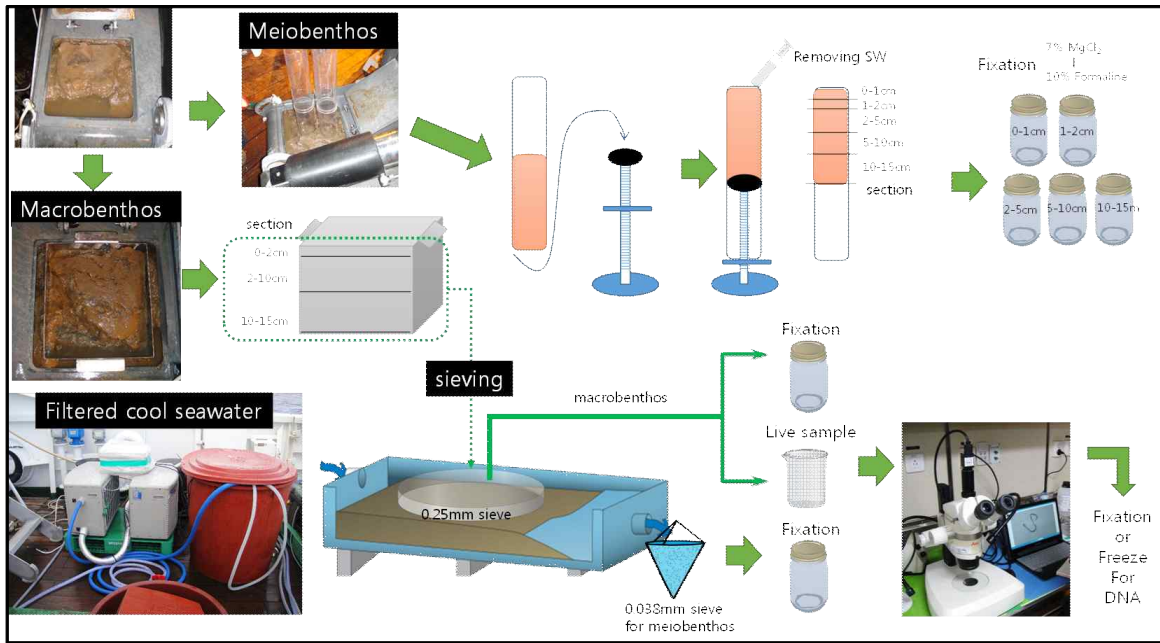 Meiobenthos
Removing SW
0-1cm
1-2cm
2-5cm
5-10cm
10-15cm
section
7% MgCl₂
Fixation
10% Formaline
0-1cm
1-2cm
2-5cm
5-10cm
10-15m
Macrobenthos
section
0-2cm
2-10cm
10-15cm
sieving
Filtered cool seawater
0.25mm sieve
macrobenthos
Fixation
Live sample
Fixation
0.038mm sieve
for meiobenthos
Fixation
or
Freeze
For
DNA